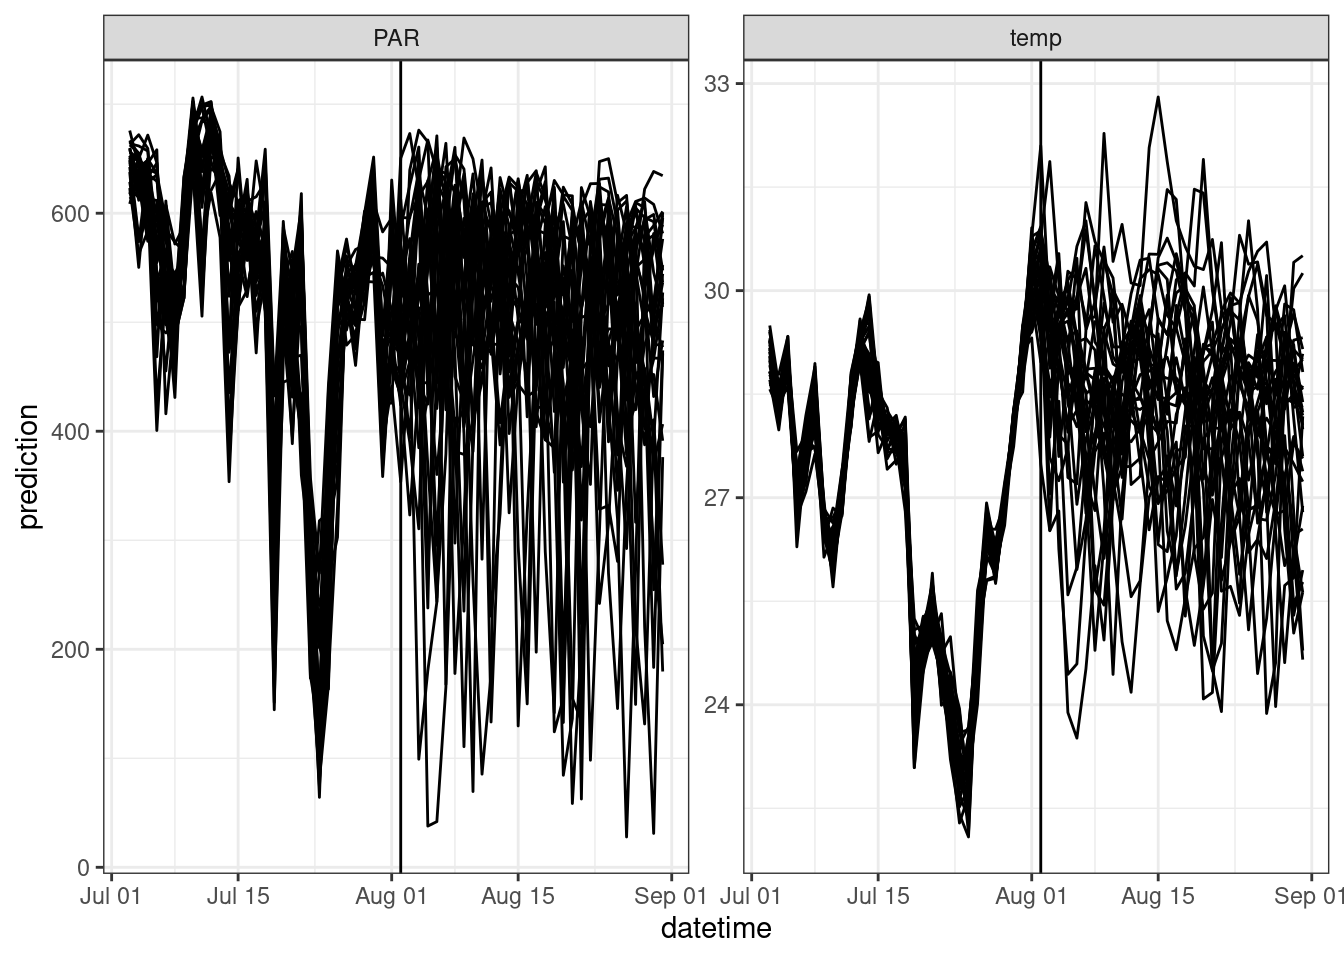 PAR
temp
prediction
600
400
200
0
33
30
27
24
Jul 01
Jul 15
Aug 01
Aug 15
Sep 01
Jul 01
Jul 15
Aug 01
Aug 15
Sep 01
datetime